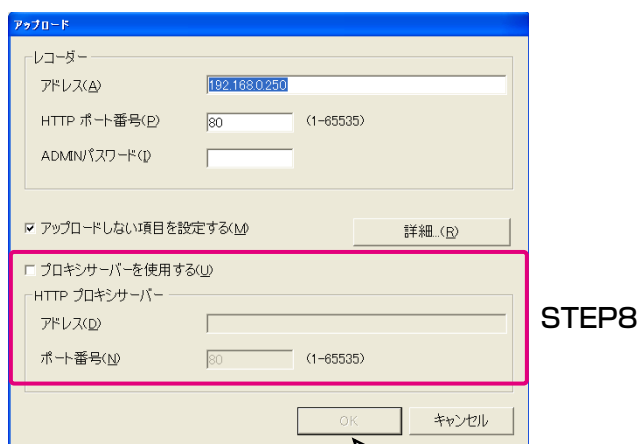 アップロード
レコーダー
アドレス(A) 192.168.0.250
HTTP ポート番号(P) 80 (1-65535)
ADMINパスワード(I)
アップロードしない項目を設定する(M) 詳細...(R)
プロキシサーバーを使用する(U)
HTTP プロキシサーバー
アドレス(D)
STEP8
ポート番号(N) 80 (1-65535)
OK キャンセル